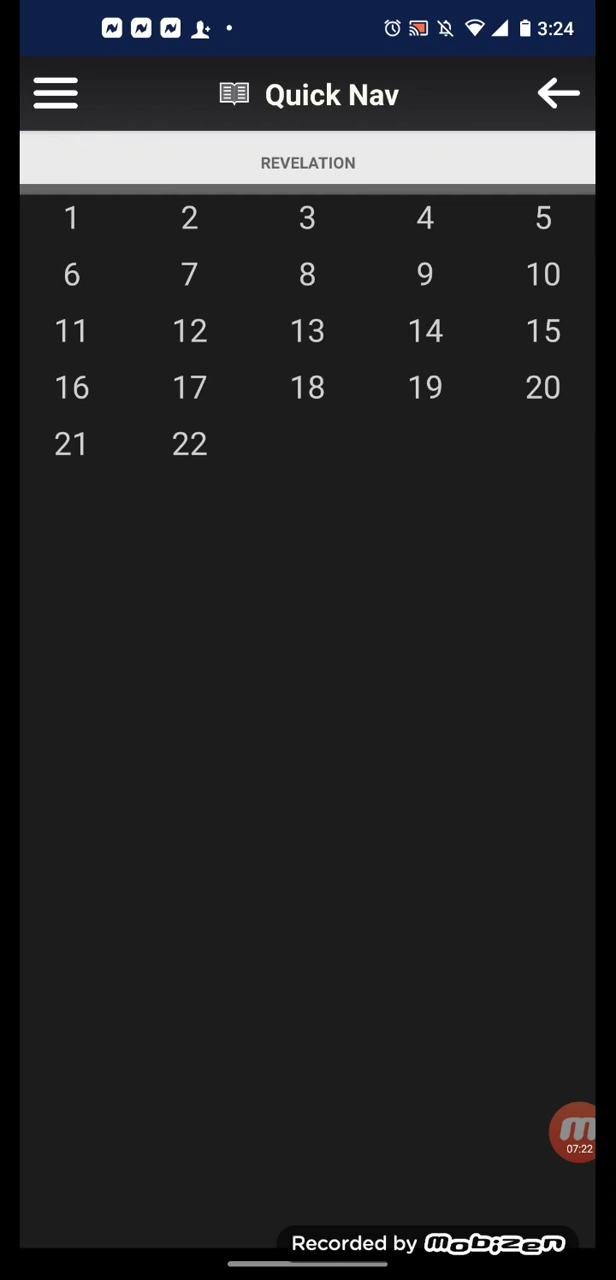 3:24
Quick Nav
REVELATION
1 2 3 4 5
6 7 8 9 10
11 12 13 14 15
16 17 18 19 20
21 22
m
07:22
Recorded by mobizen